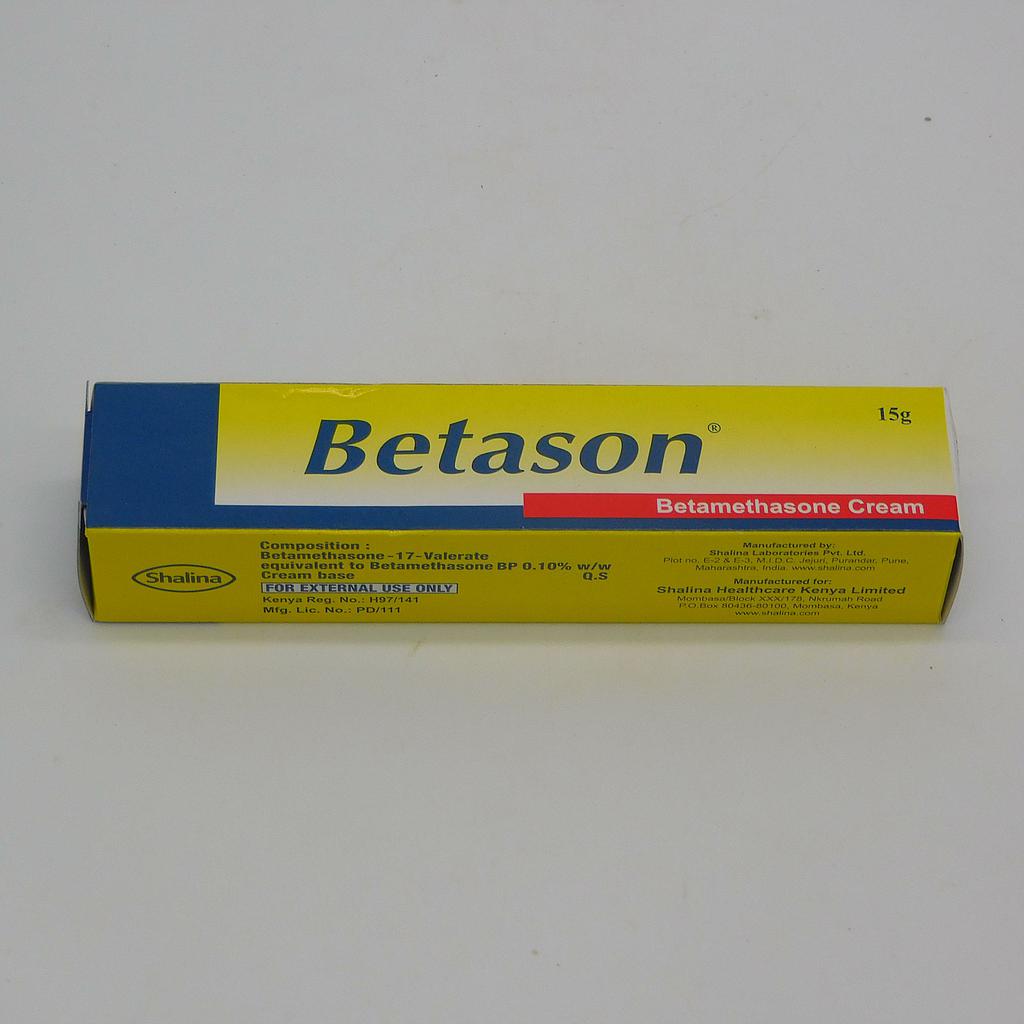 Betason®
15g
Betamethasone Cream
Shalina
Composition :
Betamethasone-17-Valerate
equivalent to Betamethasone BP 0.10% w/w
Cream base Q.S
FOR EXTERNAL USE ONLY
Kenya Reg. No.: H97/141
Mfg. Lic. No.: PD/111
Manufactured by:
Shalina Laboratories Pvt. Ltd.
Plot no. E-2 & E-3, M.I.D.C. Jejuri, Purandar, Pune,
Maharashtra, India. www.shalina.com
Manufactured for:
Shalina Healthcare Kenya Limited
Mombasa/Block XXX/178, Nkrumah Road
P.O.Box 80436-80100, Mombasa, Kenya
www.shalina.com